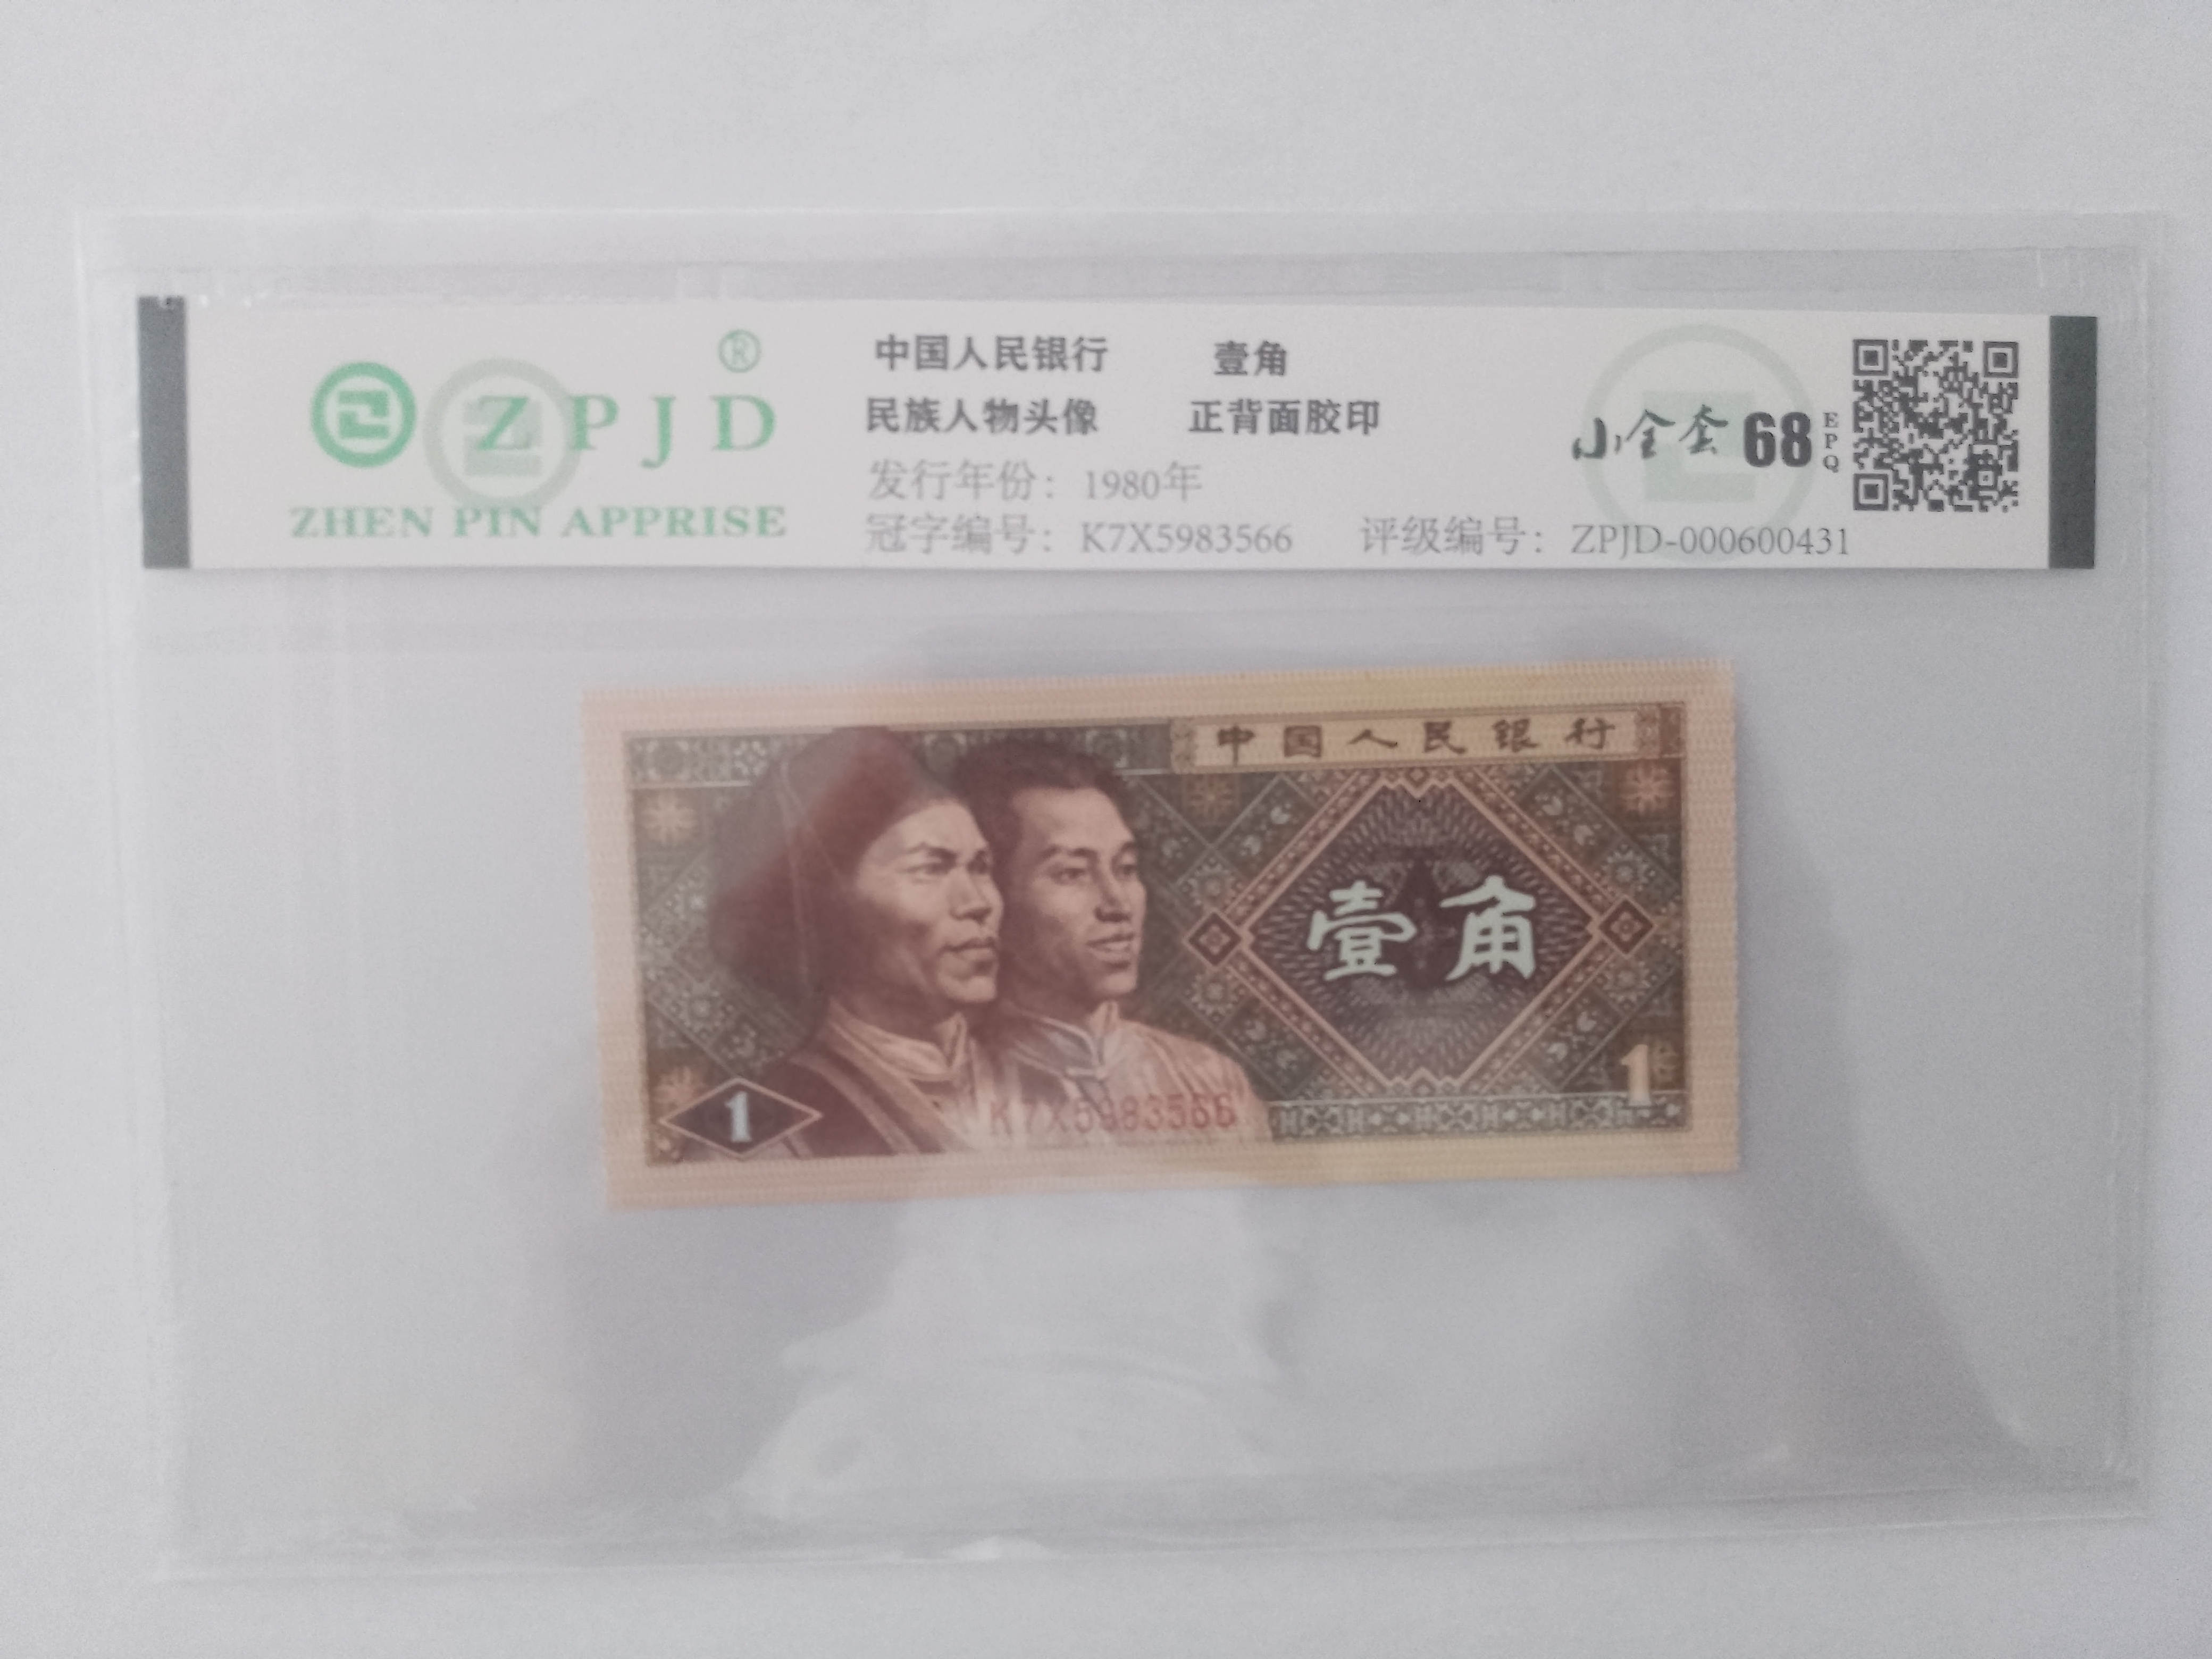 ®
ZPJD
ZHEN PIN APPRISE
中国人民银行 壹角
民族人物头像 正背面胶印
发行年份：1980年
冠字编号：K7X5983566 评级编号：ZPJD-000600431
小全套 68 EPQ
中国人民银行
壹角
1
1
K7X5983566